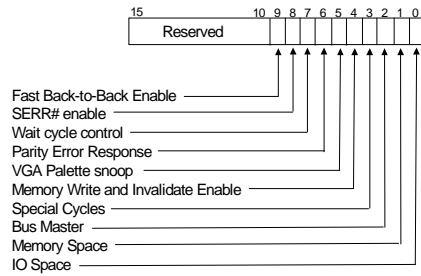 15 10 9 8 7 6 5 4 3 2 1 0
Reserved
Fast Back-to-Back Enable
SERR# enable
Wait cycle control
Parity Error Response
VGA Palette snoop
Memory Write and Invalidate Enable
Special Cycles
Bus Master
Memory Space
IO Space